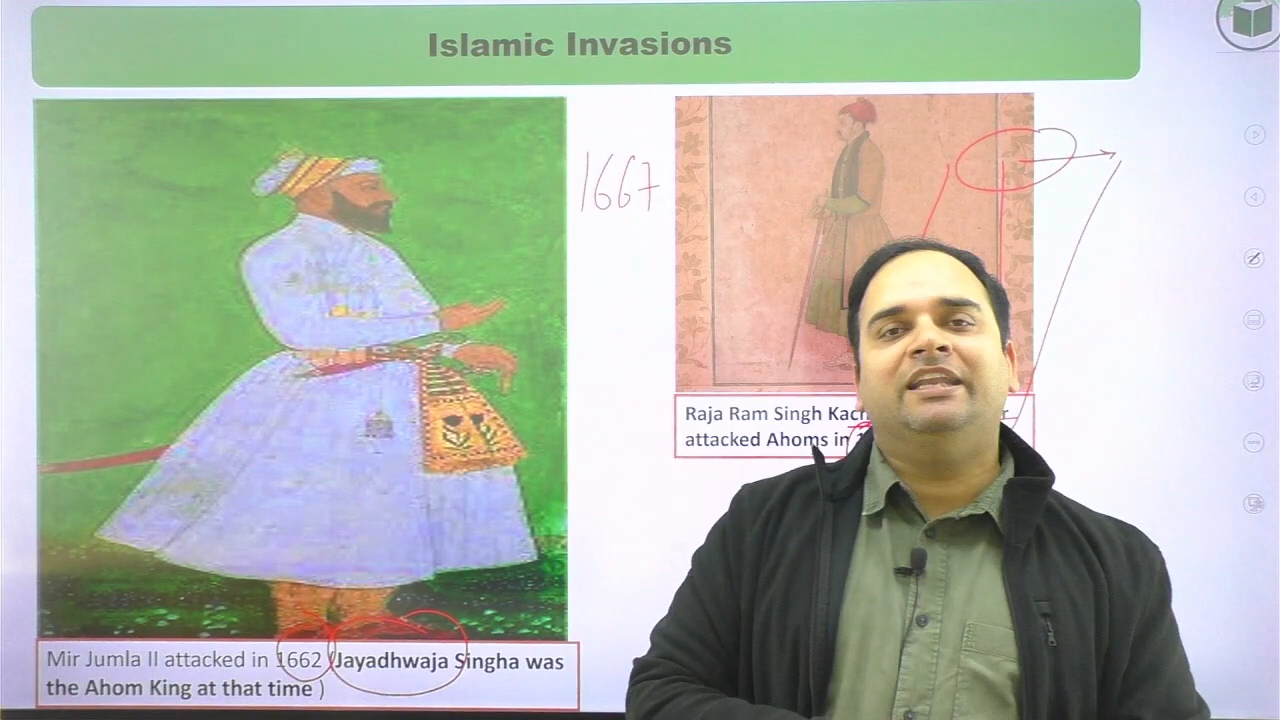 Islamic Invasions
1667
Raja Ram Singh
attacked Ahoms in
Mir Jumla II attacked in 1662 (Jayadhwaja Singha was
the Ahom King at that time )